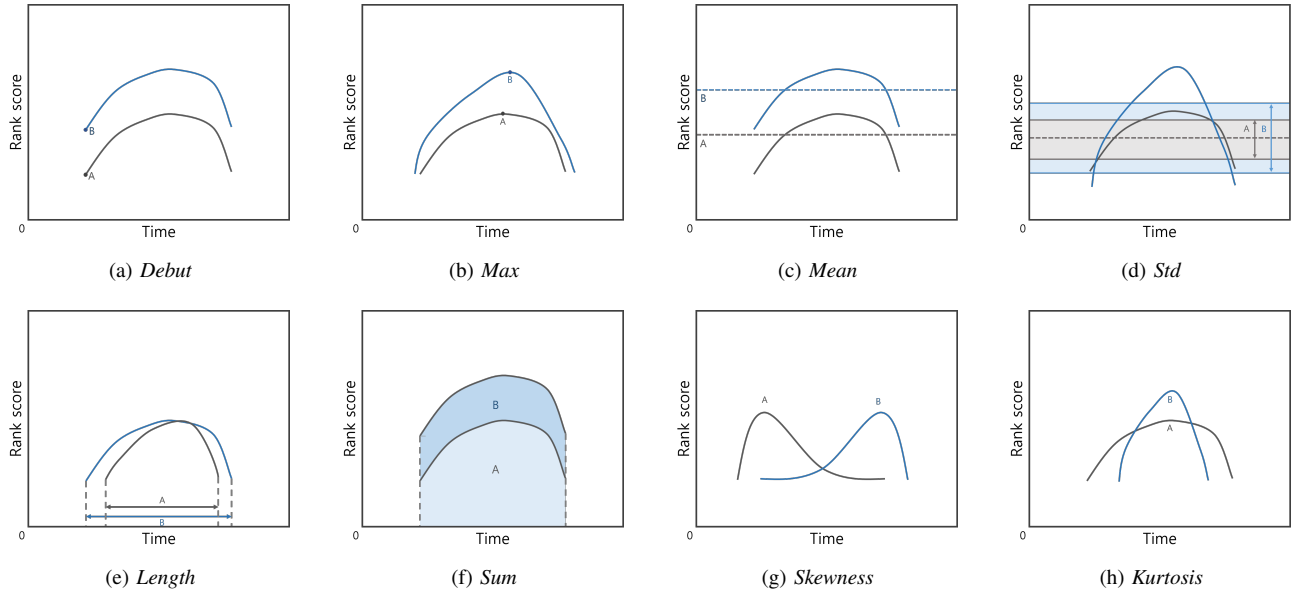 Rank score
B
A
0
Time
(a) Debut
Rank score
B
A
0
Time
(b) Max
Rank score
B
A
0
Time
(c) Mean
Rank score
A B
0
Time
(d) Std
Rank score
A
B
0
Time
(e) Length
Rank score
B
A
0
Time
(f) Sum
Rank score
A
B
0
Time
(g) Skewness
Rank score
B
A
0
Time
(h) Kurtosis